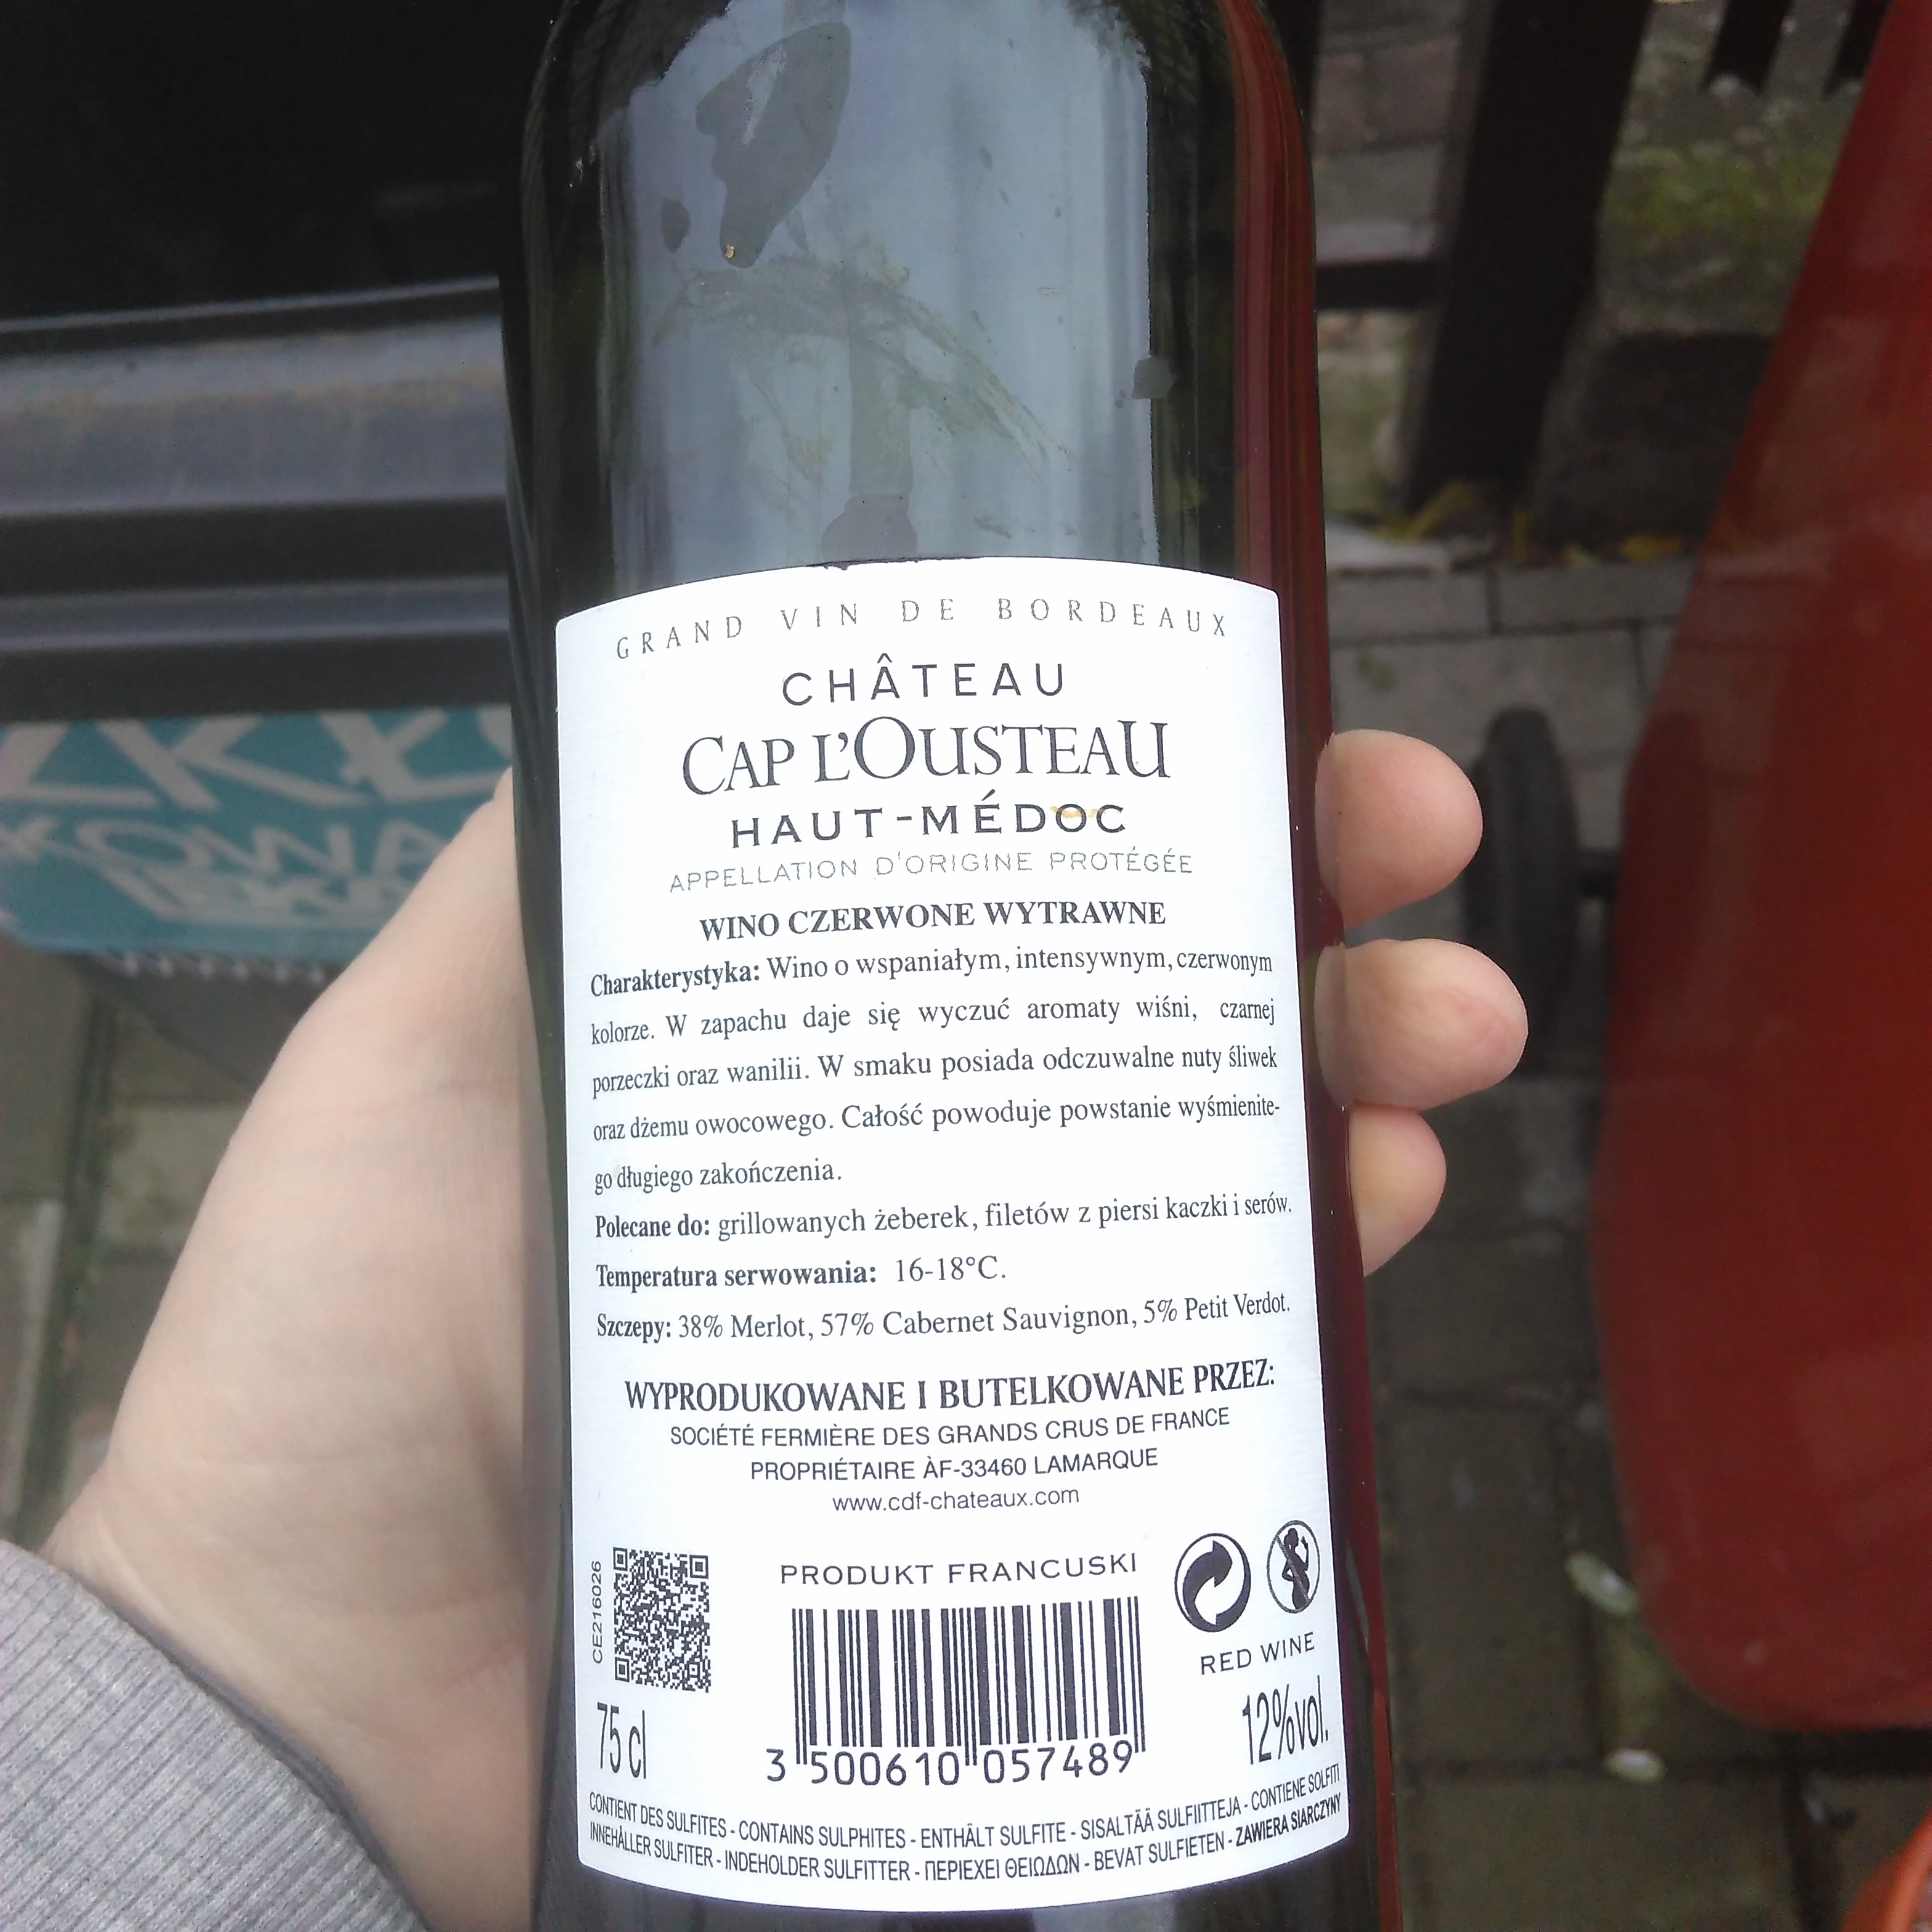 GRAND VIN DE BORDEAUX
CHÂTEAU
CAP L'OUSTEAU
HAUT-MÉDOC
APPELLATION D'ORIGINE PROTÉGÉE
WINO CZERWONE WYTRAWNE
Charakterystyka: Wino o wspaniałym, intensywnym, czerwonym
kolorze. W zapachu daje się wyczuć aromaty wiśni, czarnej
porzeczki oraz wanilii. W smaku posiada odczuwalne nuty śliwek
oraz dżemu owocowego. Całość powoduje powstanie wyśmienite-
go długiego zakończenia.
Polecane do: grillowanych żeberek, filetów z piersi kaczki i serów.
Temperatura serwowania: 16-18°C.
Szczepy: 38% Merlot, 57% Cabernet Sauvignon, 5% Petit Verdot.
WYPRODUKOWANE I BUTELKOWANE PRZEZ:
SOCIÉTÉ FERMIÈRE DES GRANDS CRUS DE FRANCE
PROPRIÉTAIRE ÀF-33460 LAMARQUE
www.cdf-chateaux.com
CE216026
PRODUKT FRANCUSKI
RED WINE
75 cl
3 500610 057489
12%vol.
CONTIENT DES SULFITES - CONTAINS SULPHITES - ENTHÄLT SULFITE - SISALTÄÄ SULFIITTEJA - CONTIENE SOLFITI
INNEHÅLLER SULFITER - INDEHOLDER SULFITTER - ΠΕΡΙΕΧΕΙ ΘΕΙΩΔΩΝ - BEVAT SULFIETEN - ZAWIERA SIARCZYNY